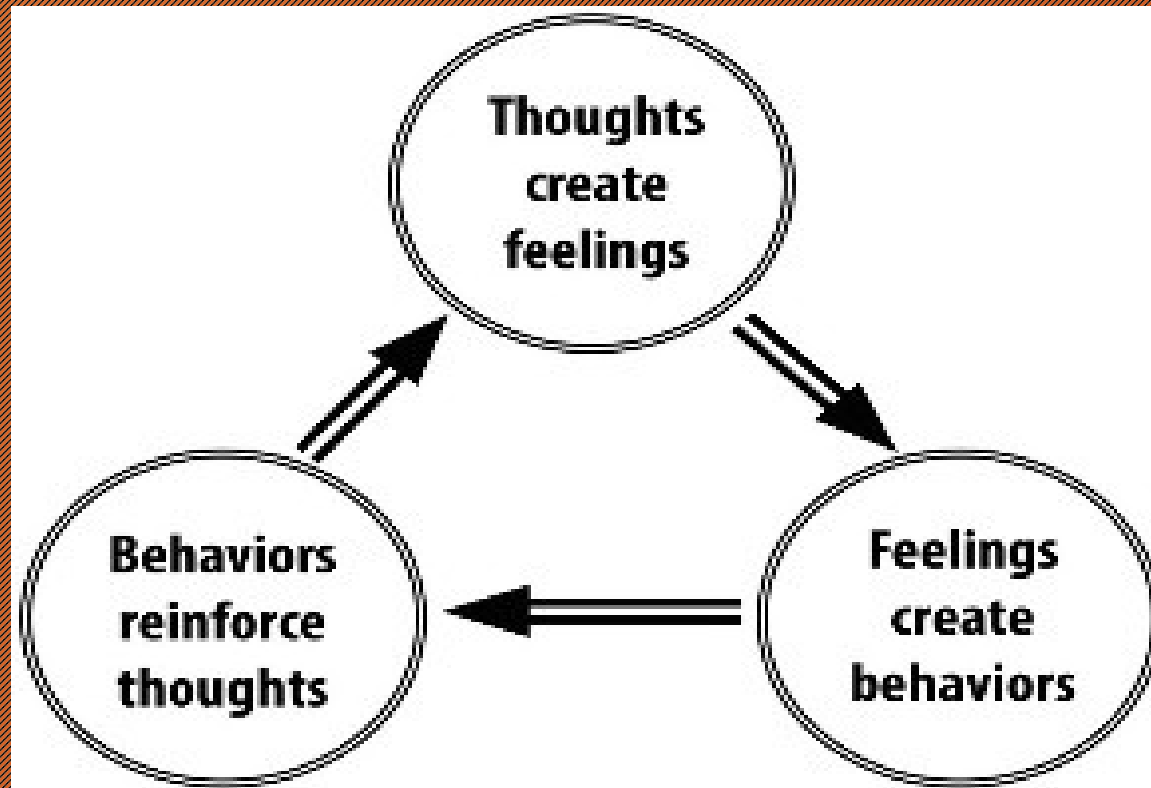 Thoughts
create
feelings
Feelings
create
behaviors
Behaviors
reinforce
thoughts